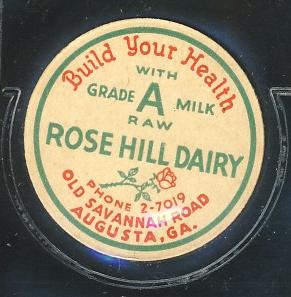 Build Your Health
WITH
GRADE A MILK
RAW
ROSE HILL DAIRY
PHONE 2-7019
OLD SAVANNAH ROAD
AUGUSTA, GA.